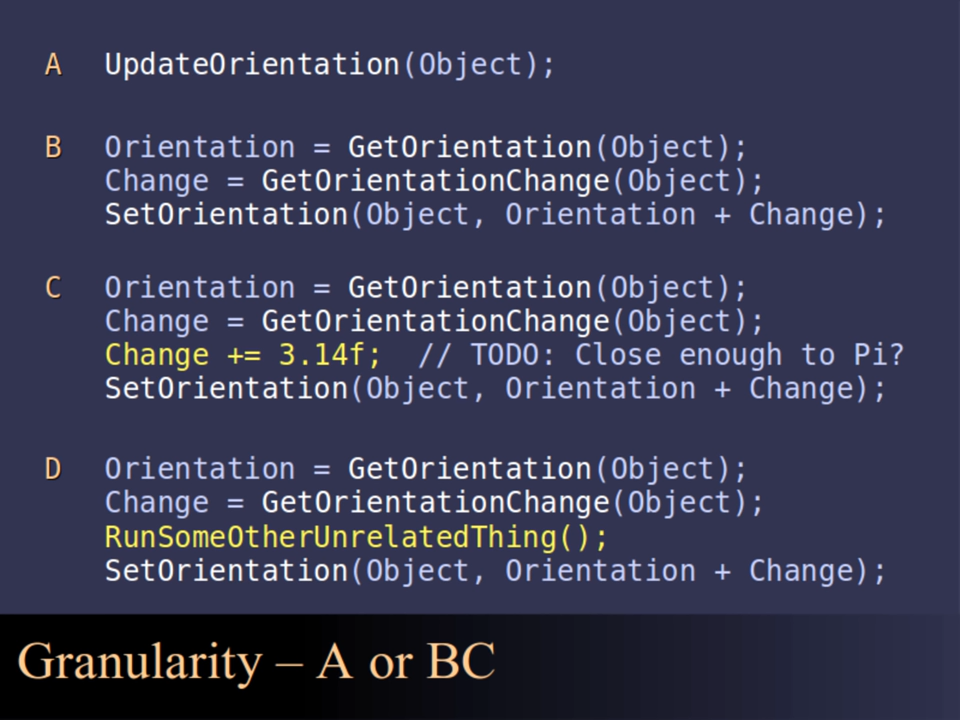 A UpdateOrientation(Object);
B Orientation = GetOrientation(Object);
Change = GetOrientationChange(Object);
SetOrientation(Object, Orientation + Change);
C Orientation = GetOrientation(Object);
Change = GetOrientationChange(Object);
Change += 3.14f; // TODO: Close enough to Pi?
SetOrientation(Object, Orientation + Change);
D Orientation = GetOrientation(Object);
Change = GetOrientationChange(Object);
RunSomeOtherUnrelatedThing();
SetOrientation(Object, Orientation + Change);
Granularity – A or BC